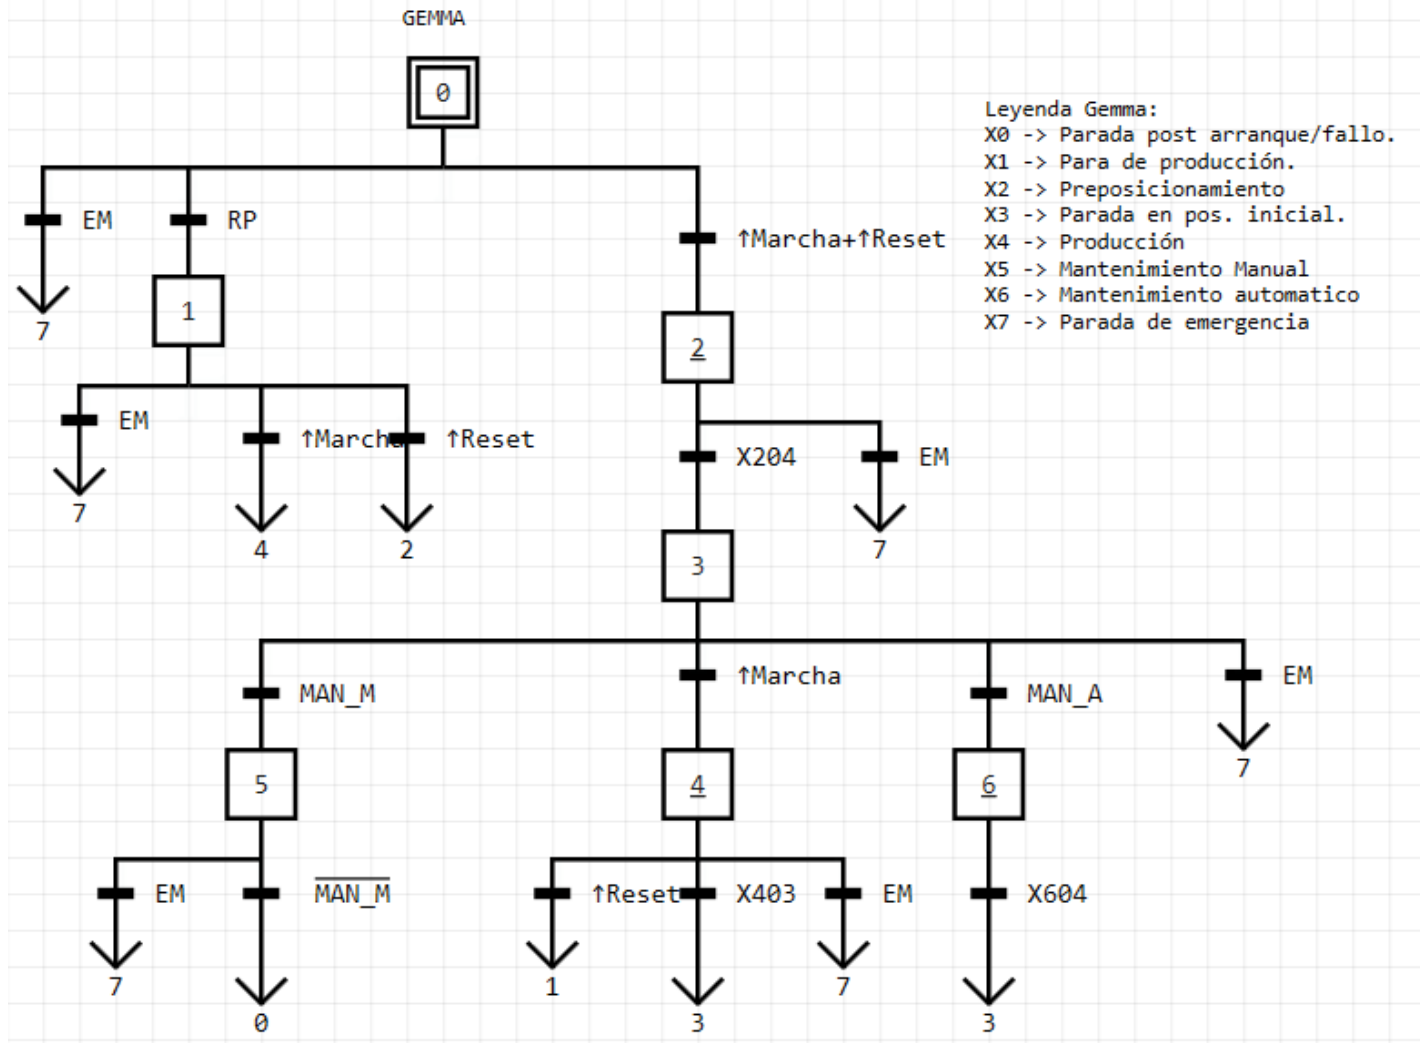 GEMMA
0
Leyenda Gemma:
X0 -> Parada post arranque/fallo.
X1 -> Para de producción.
X2 -> Preposicionamiento
X3 -> Parada en pos. inicial.
X4 -> Producción
X5 -> Mantenimiento Manual
X6 -> Mantenimiento automatico
X7 -> Parada de emergencia
EM
RP
↑Marcha+↑Reset
7
1
2
EM
↑Marcha
↑Reset
X204
EM
7
4
2
7
3
MAN_M
↑Marcha
MAN_A
EM
7
5
4
6
EM
M̅A̅N̅_̅M̅
↑Reset
X403
EM
X604
7
0
1
3
7
3